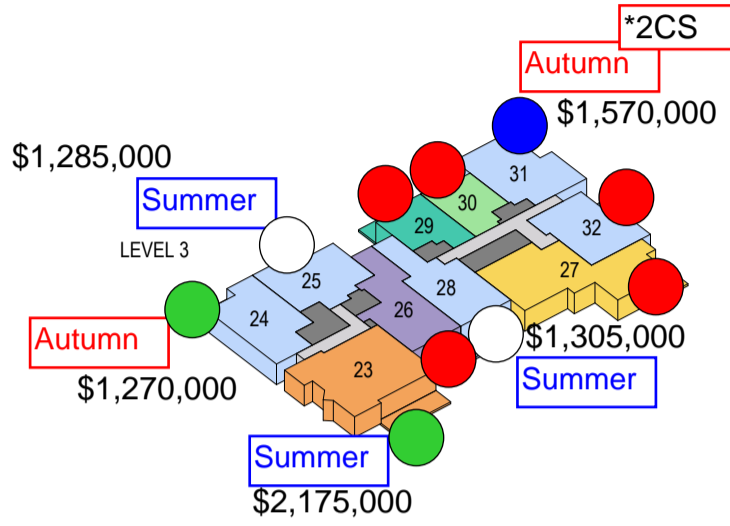 *2CS
Autumn
$1,570,000
$1,285,000
Summer
LEVEL 3
31
30
29
32
27
25
28
24
26
23
Autumn
$1,270,000
$1,305,000
Summer
Summer
$2,175,000